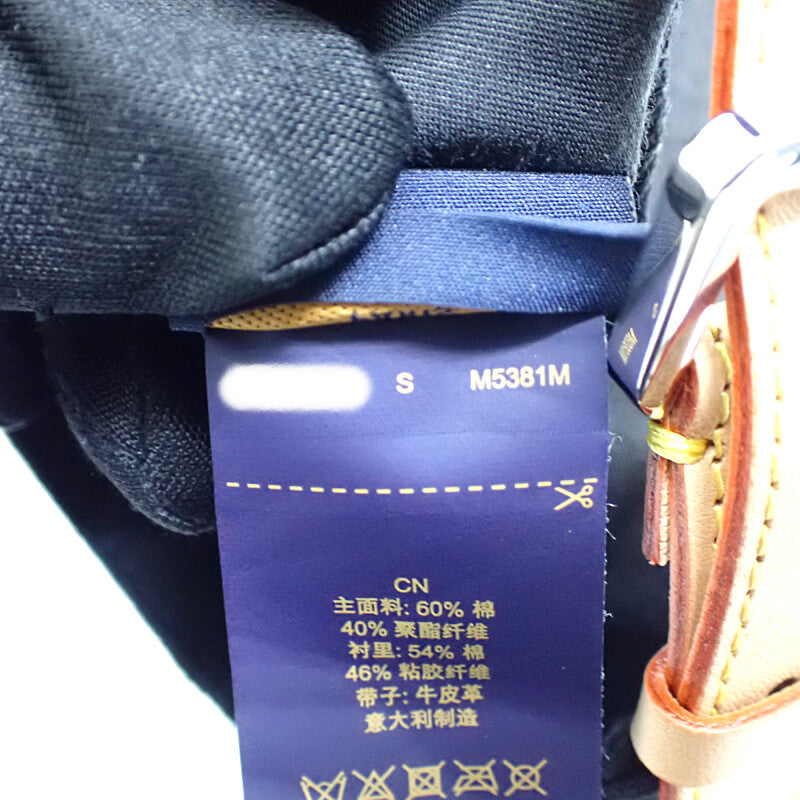 S M5381M
CN
主面料: 60% 棉
40% 聚酯纤维
衬里: 54% 棉
46% 粘胶纤维
带子: 牛皮革
意大利制造
S